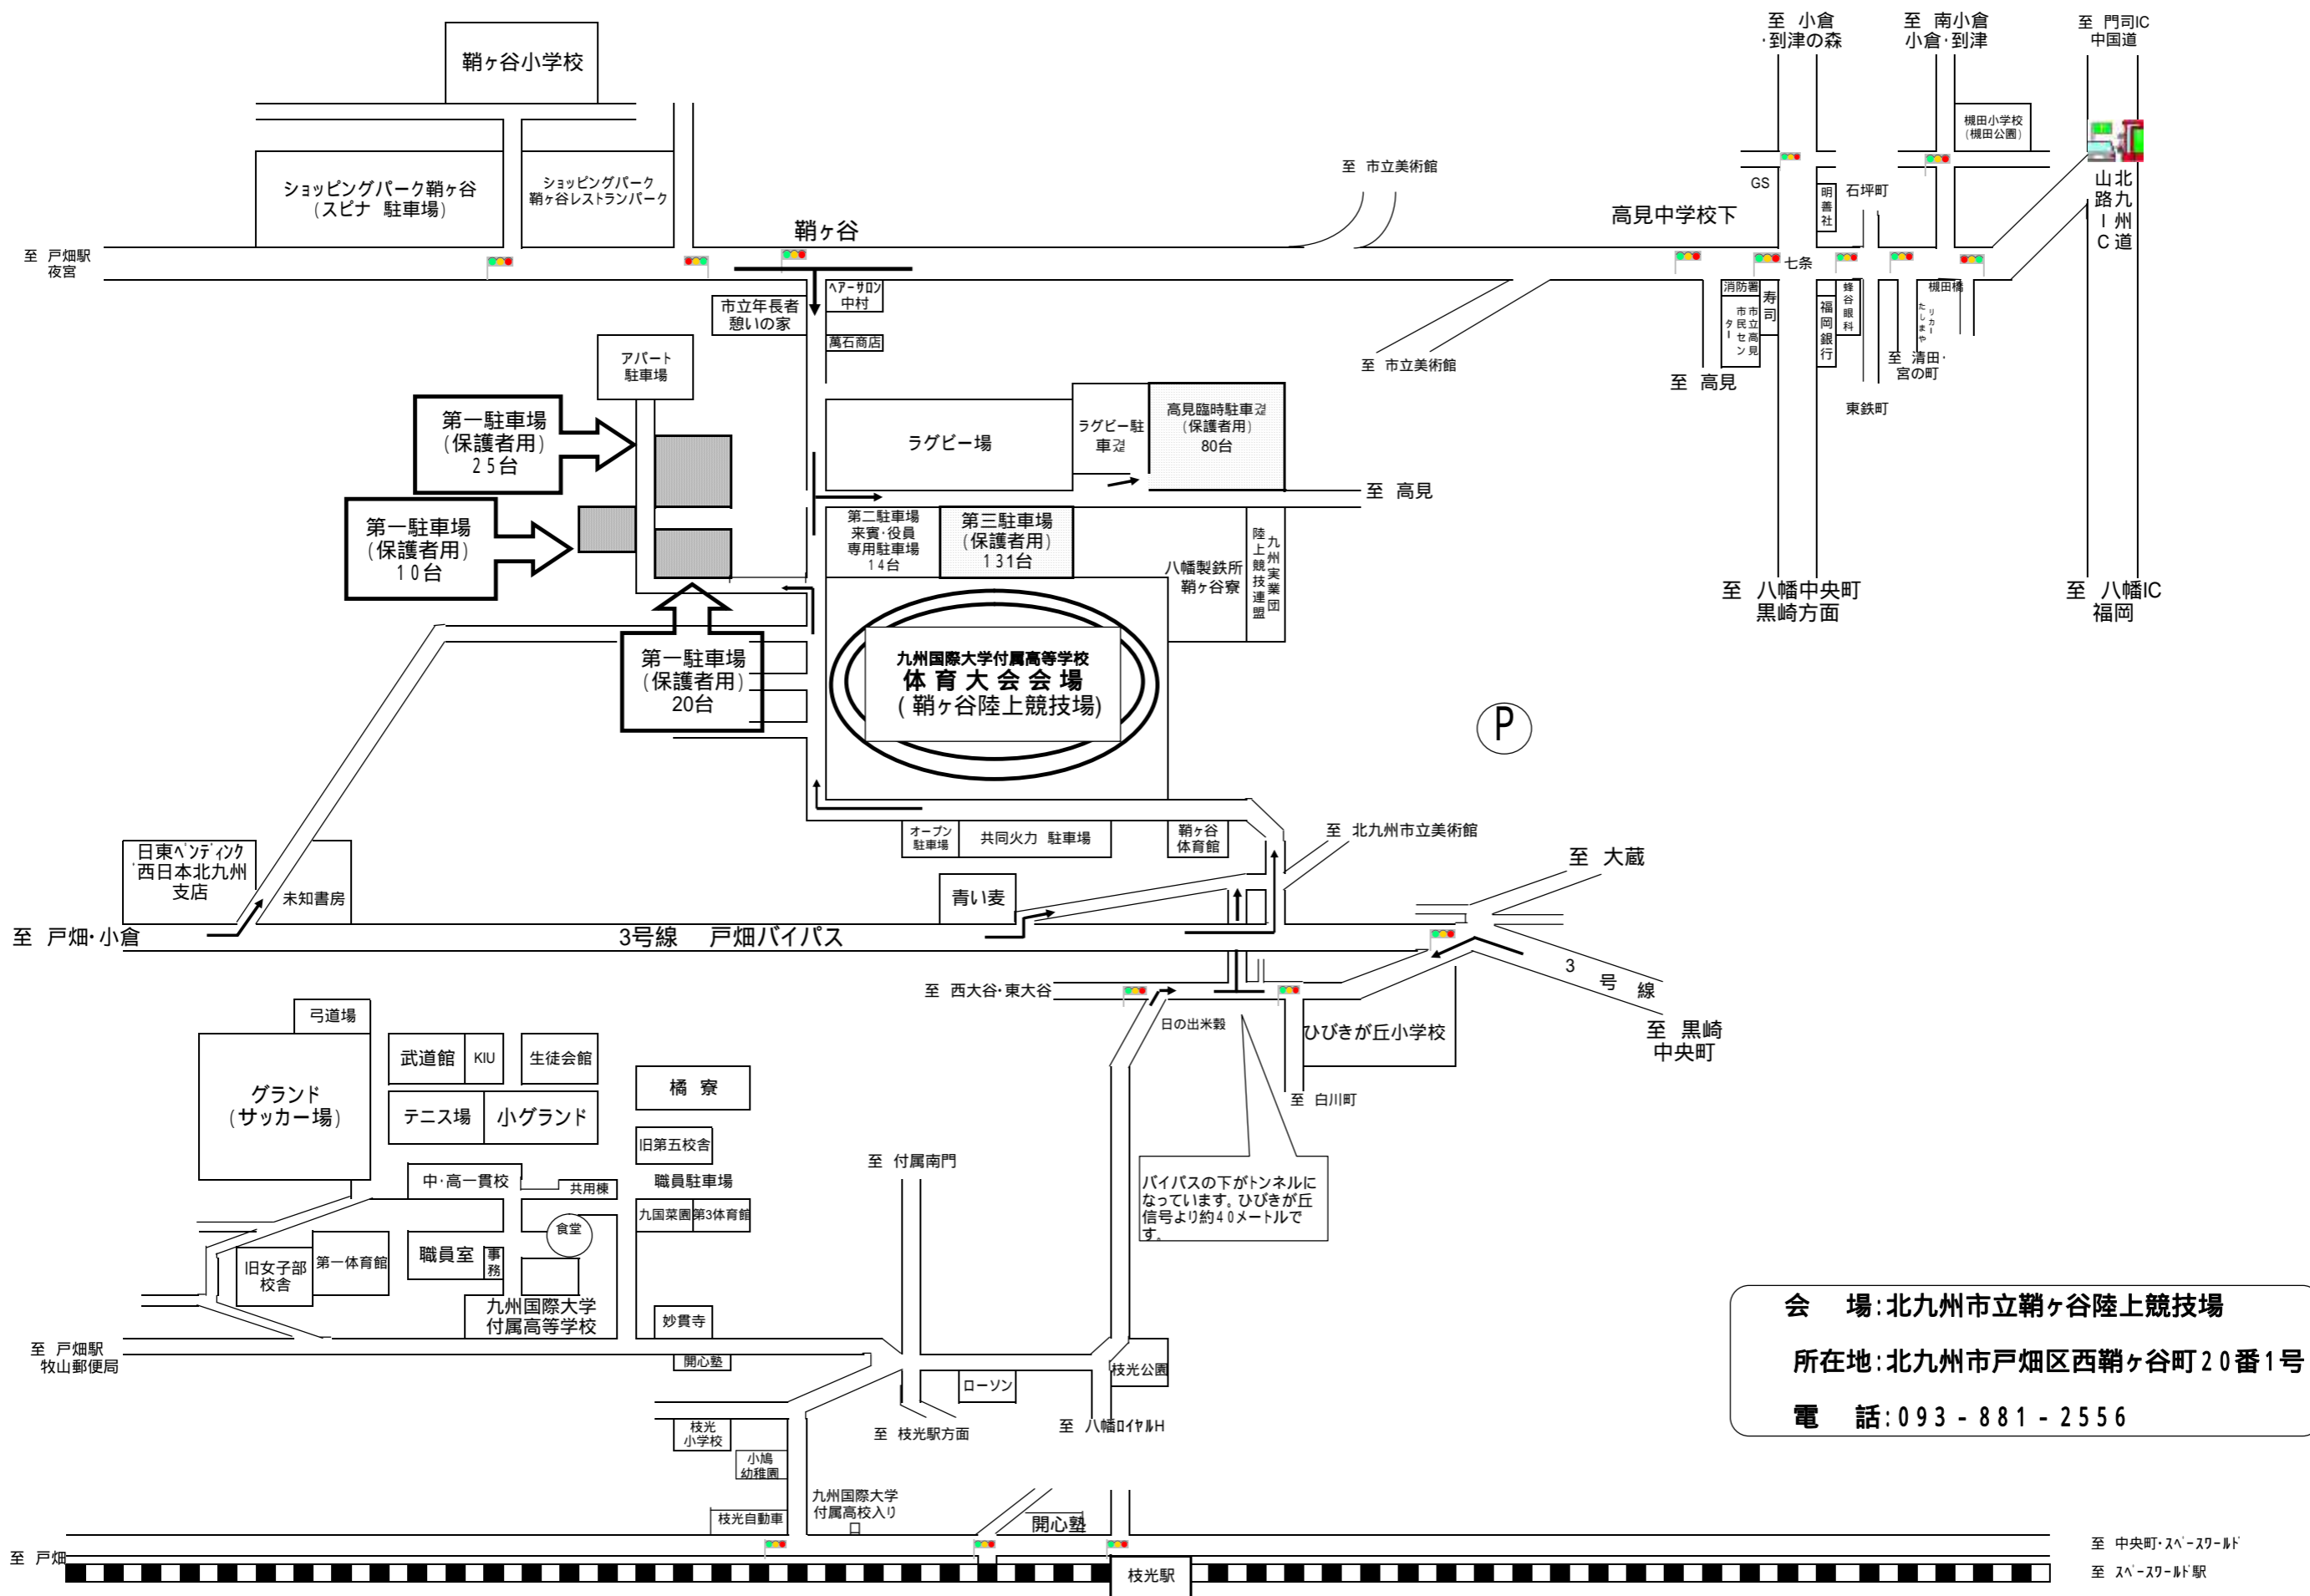 至 小倉
・到津の森
至 南小倉
小倉・到津
至 門司IC
中国道
鞘ヶ谷小学校
槻田小学校
(槻田公園)
ショッピングパーク鞘ヶ谷
(スピナ 駐車場)
ショッピングパーク
鞘ヶ谷レストランパーク
至 市立美術館
GS
明善社
石坪町
北九州道
山路IC
高見中学校下
鞘ヶ谷
至 戸畑駅
夜宮
七条
市立年長者
憩いの家
ヘアーサロン
中村
萬石商店
消防署
市立高見
市民セン
ター
寿司
福岡銀行
蜂谷眼科
槻田橋
リカー
たしまや
至 清田・
宮の町
至 高見
東鉄町
至 市立美術館
アパート
駐車場
第一駐車場
(保護者用)
25台
ラグビー場
ラグビー駐
車
高見臨時駐車
(保護者用)
80台
至 高見
第一駐車場
(保護者用)
10台
第二駐車場
来賓・役員
専用駐車場
14台
第三駐車場
(保護者用)
131台
八幡製鉄所
鞘ヶ谷寮
九州実業団
陸上競技連盟
至 八幡中央町
黒崎方面
至 八幡IC
福岡
第一駐車場
(保護者用)
20台
九州国際大学付属高等学校
体育大会会場
(鞘ヶ谷陸上競技場)
P
オープン
駐車場
共同火力 駐車場
鞘ヶ谷
体育館
至 北九州市立美術館
至 大蔵
日東ベンディング
西日本北九州
支店
未知書房
青い麦
至 戸畑・小倉
3号線 戸畑バイパス
3号線
至 黒崎
中央町
至 西大谷・東大谷
日の出米穀
ひびきが丘小学校
至 白川町
弓道場
グランド
(サッカー場)
武道館
KIU
生徒会館
テニス場
小グランド
橘 寮
旧第五校舎
職員駐車場
中・高一貫校
共用棟
九国菜園
第3体育館
食堂
旧女子部
校舎
第一体育館
職員室
事務
九州国際大学
付属高等学校
至 付属南門
バイパスの下がトンネルに
なっています。ひびきが丘
信号より約40メートルで
す。
妙貫寺
開心塾
至 戸畑駅
牧山郵便局
ローソン
枝光公園
至 枝光駅方面
至 八幡ロイヤルH
枝光
小学校
小鳩
幼稚園
枝光自動車
九州国際大学
付属高校入り
口
開心塾
会 場:北九州市立鞘ヶ谷陸上競技場
所在地:北九州市戸畑区西鞘ヶ谷町20番1号
電 話:093-881-2556
至 戸畑
枝光駅
至 中央町・スペースワールド
至 スペースワールド駅